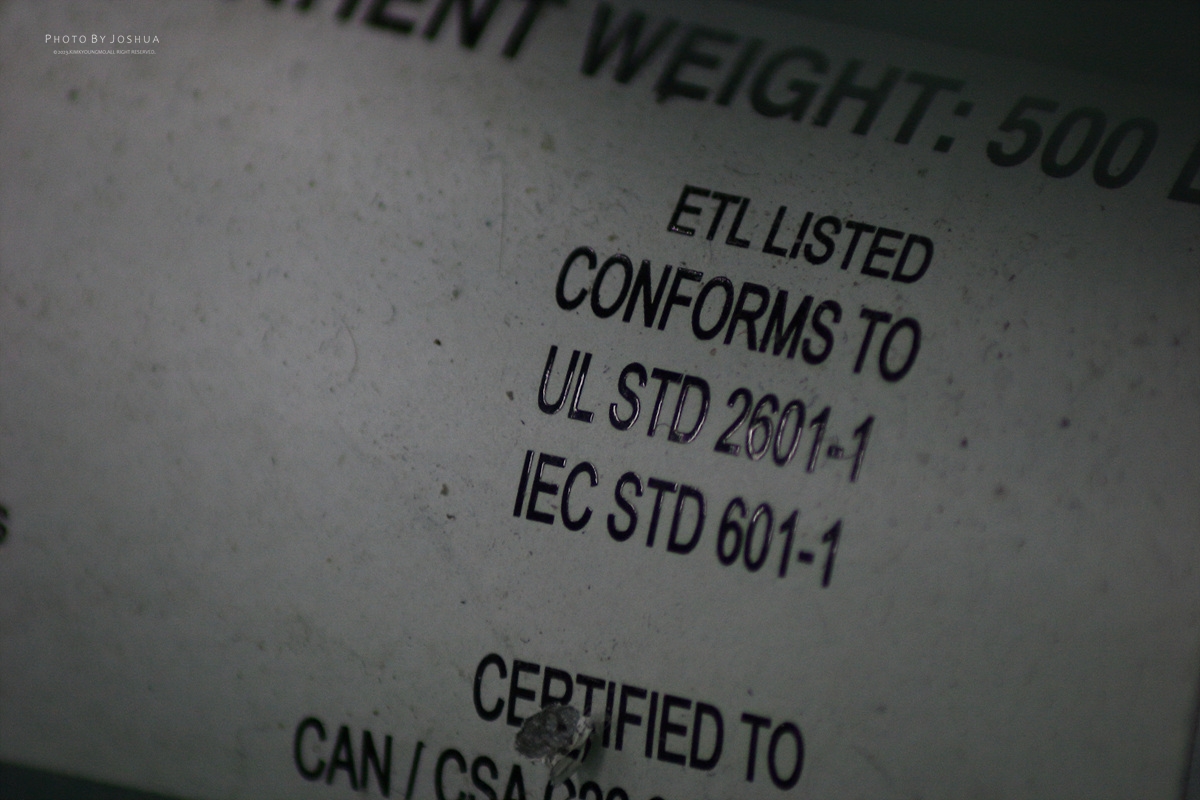 PHOTO BY JOSHUA
WEIGHT: 500
ETL LISTED
CONFORMS TO
UL STD 2601-1
IEC STD 601-1
CERTIFIED TO
CAN / CSA